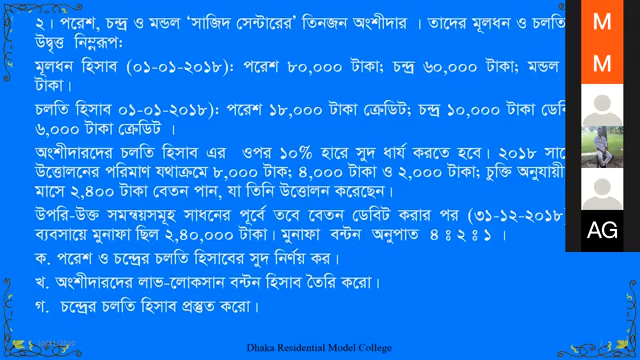 ২। পরেশ, চন্দ্র ও মন্ডল ‘সাজিদ সেন্টারের’ তিনজন অংশীদার । তাদের মূলধন ও চলতি
উদ্বৃত্ত নিম্নরূপ:
মূলধন হিসাব (০১-০১-২০১৮): পরেশ ৮০,০০০ টাকা; চন্দ্র ৬০,০০০ টাকা; মন্ডল
টাকা।
চলতি হিসাব ০১-০১-২০১৮): পরেশ ১৮,০০০ টাকা ক্রেডিট; চন্দ্র ১০,০০০ টাকা
৬,০০০ টাকা ক্রেডিট ।
অংশীদারদের চলতি হিসাব এর ওপর ১০% হারে সুদ ধার্য করতে হবে। ২০১৮
উত্তোলনের পরিমাণ যথাক্রমে ৮,০০০ টাক; ৪,০০০ টাকা ও ২,০০০ টাকা; চুক্তি অনুযায়ী
মাসে ২,৪০০ টাকা বেতন পান, যা তিনি উত্তোলন করেছেন।
উপরি-উক্ত সমন্বয়সমূহ সাধনের পূর্বে তবে বেতন ডেবিট করার পর (৩১-১২-২০১৮)
ব্যবসায়ে মুনাফা ছিল ২,৪০,০০০ টাকা। মুনাফা বন্টন অনুপাত ৪ ঃ ২ ঃ ১ ।
ক. পরেশ ও চন্দ্রের চলতি হিসাবের সুদ নির্ণয় কর।
খ. অংশীদারদের লাভ-লোকসান বন্টন হিসাব তৈরি করো।
গ. চন্দ্রের চলতি হিসাব প্রস্তুত করো।
Dhaka Residential Model College
M
M
AG